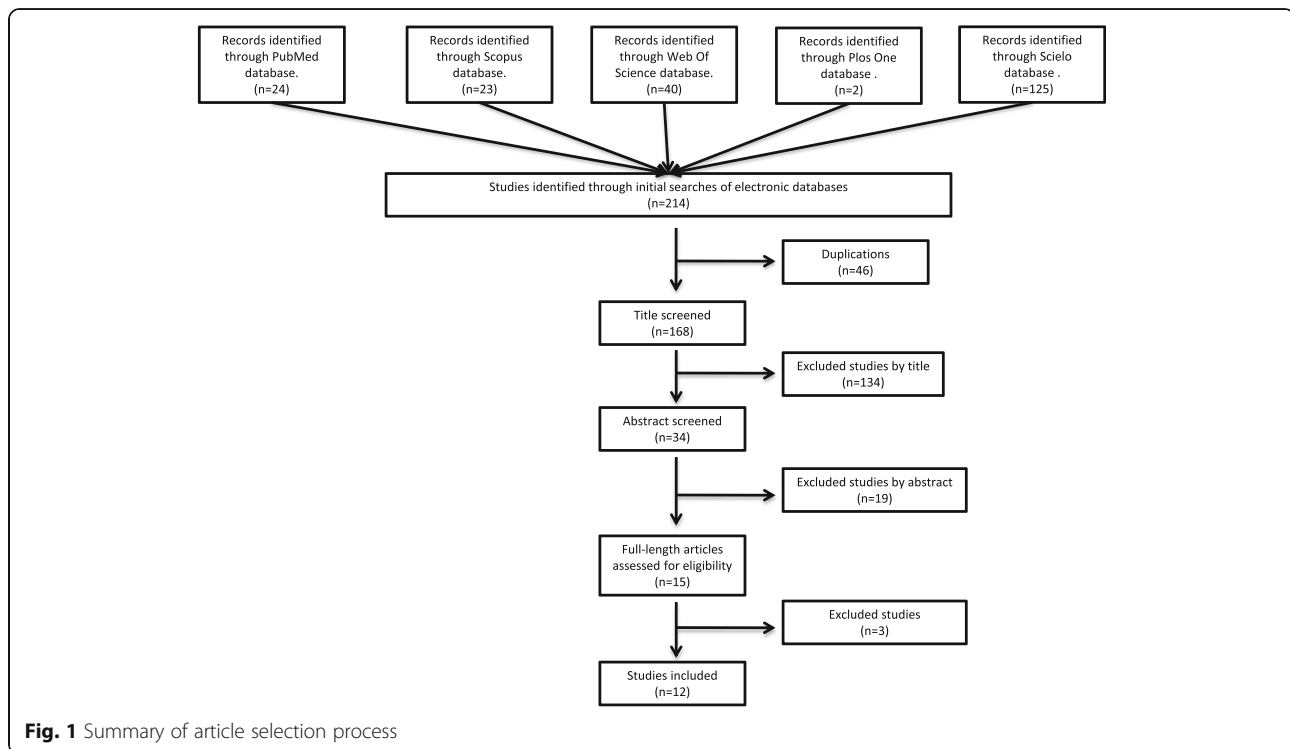 Records identified
through PubMed
database.
(n=24)
Records identified
through Scopus
database.
(n=23)
Records identified
through Web Of
Science database.
(n=40)
Records identified
through Plos One
database .
(n=2)
Records identified
through Scielo
database .
(n=125)
Studies identified through initial searches of electronic databases
(n=214)
Duplications
(n=46)
Title screened
(n=168)
Excluded studies by title
(n=134)
Abstract screened
(n=34)
Excluded studies by abstract
(n=19)
Full-length articles
assessed for eligibility
(n=15)
Excluded studies
(n=3)
Studies included
(n=12)
Fig. 1 Summary of article selection process